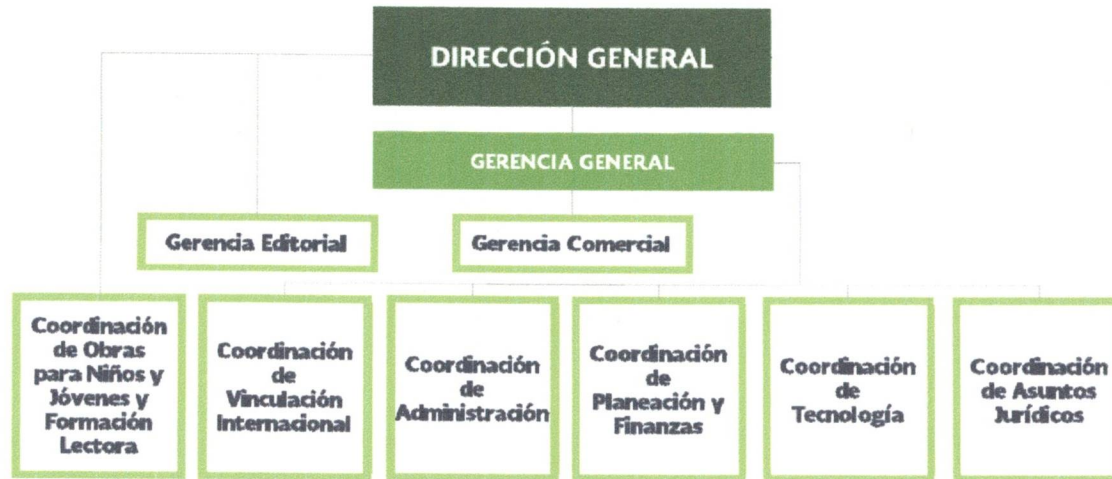 DIRECCIÓN GENERAL
GERENCIA GENERAL
Gerencia Editorial
Gerencia Comercial
Coordinación
de Obras
para Niños y
Jóvenes y
Formación
Lectora
Coordinación
de
Vinculación
Internacional
Coordinación
de
Administración
Coordinación
de
Planeación y
Finanzas
Coordinación
de
Tecnología
Coordinación
de Asuntos
Jurídicos